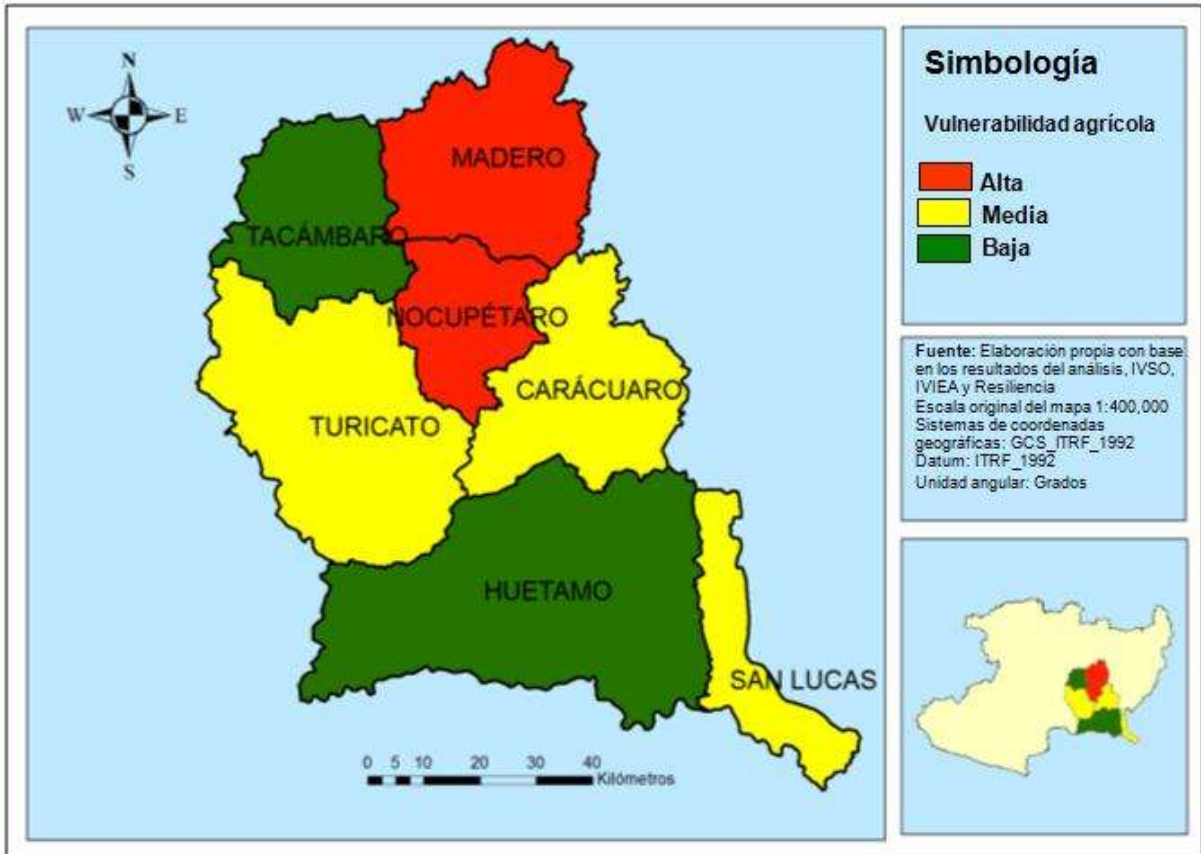 N
W E
S
MADERO
TACÁMBARO
NOCUPÉTARO
CARÁCUARO
TURICATO
HUETAMO
SAN LUCAS
0 5 10 20 30 40
Kilómetros
Simbología
Vulnerabilidad agrícola
Alta
Media
Baja
Fuente: Elaboración propia con base
en los resultados del análisis, IVSO,
IVIEA y Resiliencia
Escala original del mapa 1:400,000
Sistemas de coordenadas
geográficas: GCS_ITRF_1992
Datum: ITRF_1992
Unidad angular: Grados